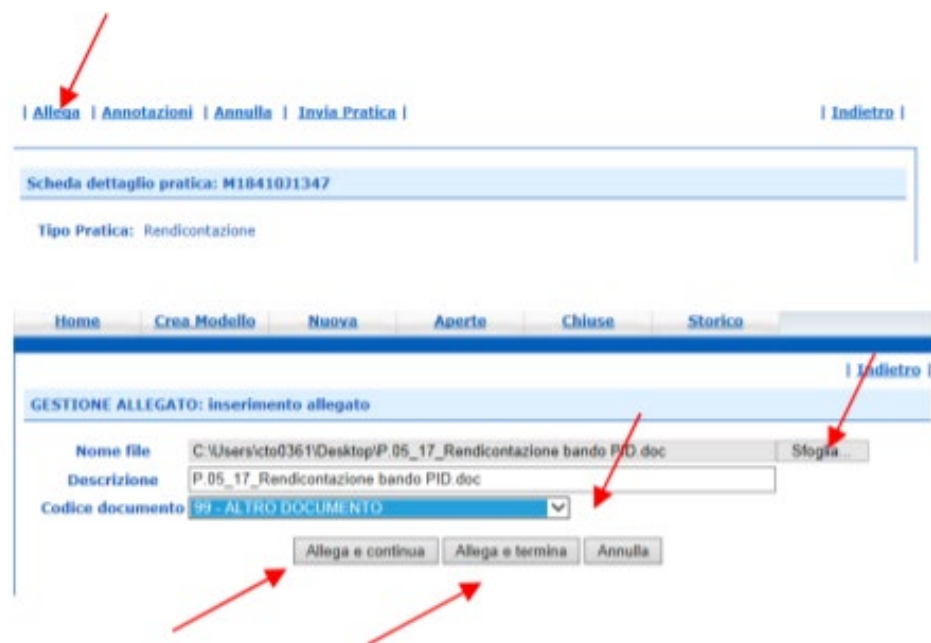 | Allega | Annotazioni | Annulla | Invia Pratica | | Indietro |
Scheda dettaglio pratica: M1841031347
Tipo Pratica: Rendicontazione
Home Crea Modello Nuova Aperte Chiuse Storico
| Indietro |
GESTIONE ALLEGATO: inserimento allegato
Nome file C:\Users\cto0361\Desktop\P.05_17_Rendicontazione bando PID.doc Sfoglia...
Descrizione P.05_17_Rendicontazione bando PID.doc
Codice documento 99 - ALTRO DOCUMENTO
Allega e continua Allega e termina Annulla